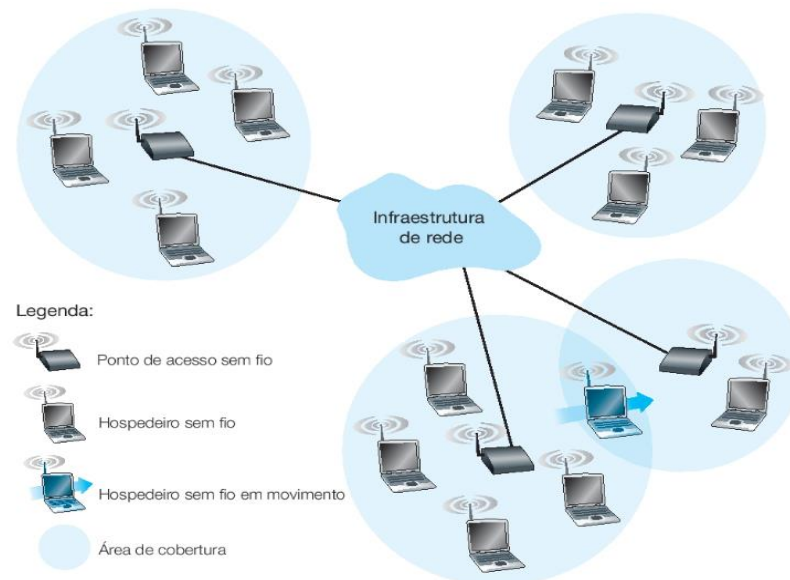 Infraestrutura
de rede
Legenda:
Ponto de acesso sem fio
Hospedeiro sem fio
Hospedeiro sem fio em movimento
Área de cobertura